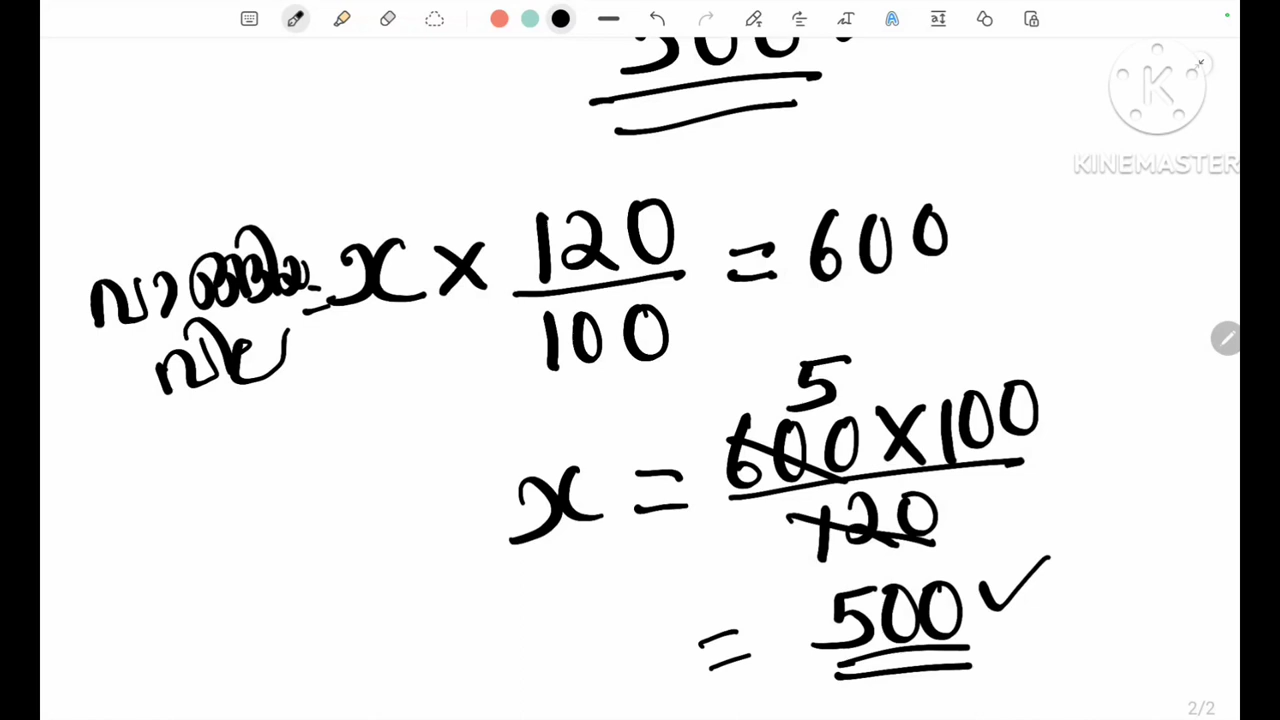 500
KINEMASTER
വാങ്ങിയ = x × 120/100 = 600
വില
5
x = 600 × 100 / 120
= 500 ✓
2/2